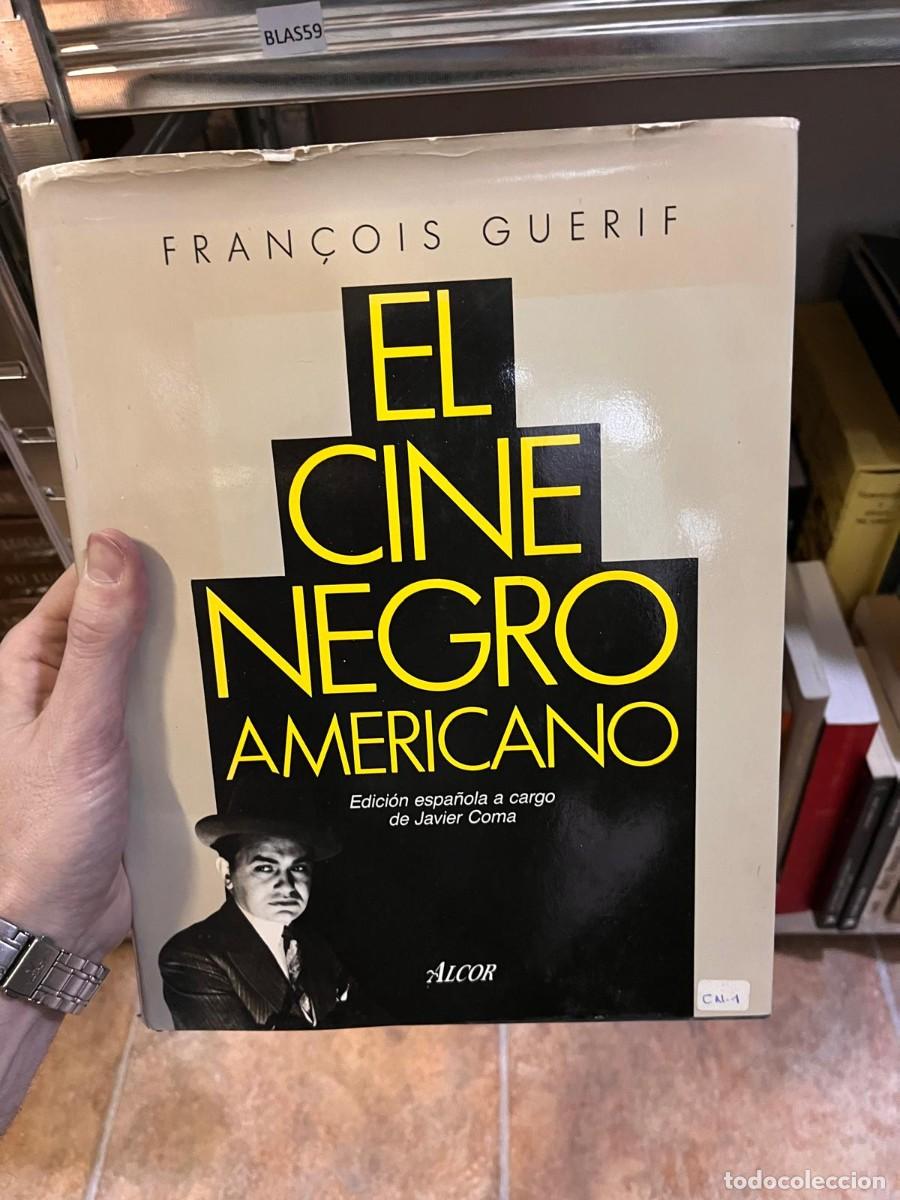 BLAS59
FRANÇOIS GUERIF
EL
CINE
NEGRO
AMERICANO
Edición española a cargo
de Javier Coma
ALCOR
CN-1
todocoleccion